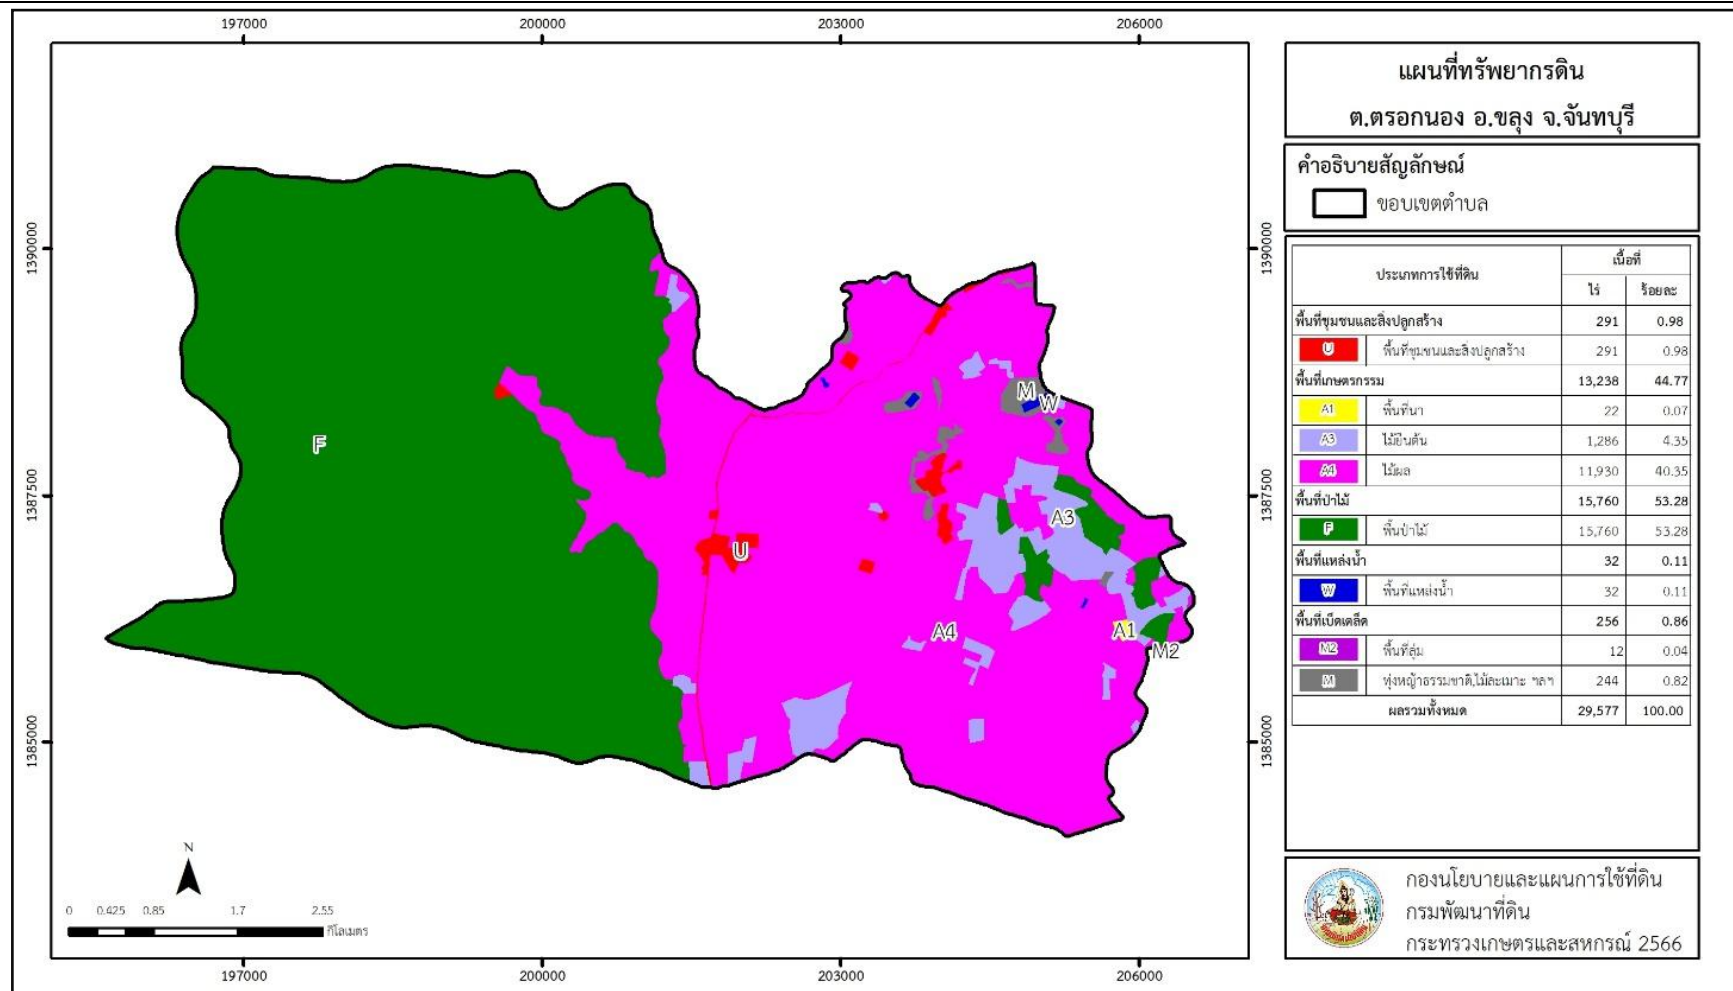 197000 200000 203000 206000
แผนที่ทรัพยากรดิน
ต.ตรอกนอง อ.ขลุง จ.จันทบุรี
คำอธิบายสัญลักษณ์
ขอบเขตตำบล
1390000 1390000
1387500 1387500
1385000 1385000
F
U
M
W
A3
A4
A1
M2
ประเภทการใช้ที่ดิน เนื้อที่
ไร่ ร้อยละ
พื้นที่ชุมชนและสิ่งปลูกสร้าง 291 0.98
U พื้นที่ชุมชนและสิ่งปลูกสร้าง 291 0.98
พื้นที่เกษตรกรรม 13,238 44.77
A1 พื้นที่นา 22 0.07
A3 ไม้ยืนต้น 1,286 4.35
A4 ไม้ผล 11,930 40.35
พื้นที่ป่าไม้ 15,760 53.28
F พื้นที่ป่าไม้ 15,760 53.28
พื้นที่แหล่งน้ำ 32 0.11
W พื้นที่แหล่งน้ำ 32 0.11
พื้นที่เบ็ดเตล็ด 256 0.86
M2 พื้นที่ลุ่ม 12 0.04
M ทุ่งหญ้าธรรมชาติ,ไม้ละเมาะ ฯลฯ 244 0.82
ผลรวมทั้งหมด 29,577 100.00
N
0 0.425 0.85 1.7 2.55
กิโลเมตร
197000 200000 203000 206000
กองนโยบายและแผนการใช้ที่ดิน
กรมพัฒนาที่ดิน
กระทรวงเกษตรและสหกรณ์ 2566